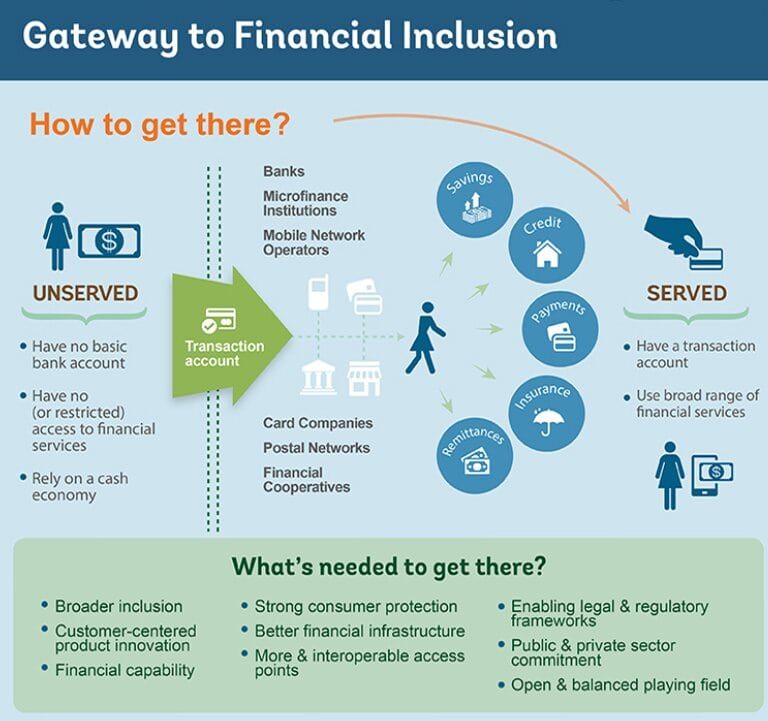 Gateway to Financial Inclusion
How to get there?
UNSERVED
• Have no basic
bank account
• Have no
(or restricted)
access to financial
services
• Rely on a cash
economy
Transaction
account
Banks
Microfinance
Institutions
Mobile Network
Operators
Card Companies
Postal Networks
Financial
Cooperatives
Savings
Credit
Payments
Insurance
Remittances
SERVED
• Have a transaction
account
• Use broad range of
financial services
What's needed to get there?
• Broader inclusion
• Customer-centered
product innovation
• Financial capability
• Strong consumer protection
• Better financial infrastructure
• More & interoperable access
points
• Enabling legal & regulatory
frameworks
• Public & private sector
commitment
• Open & balanced playing field